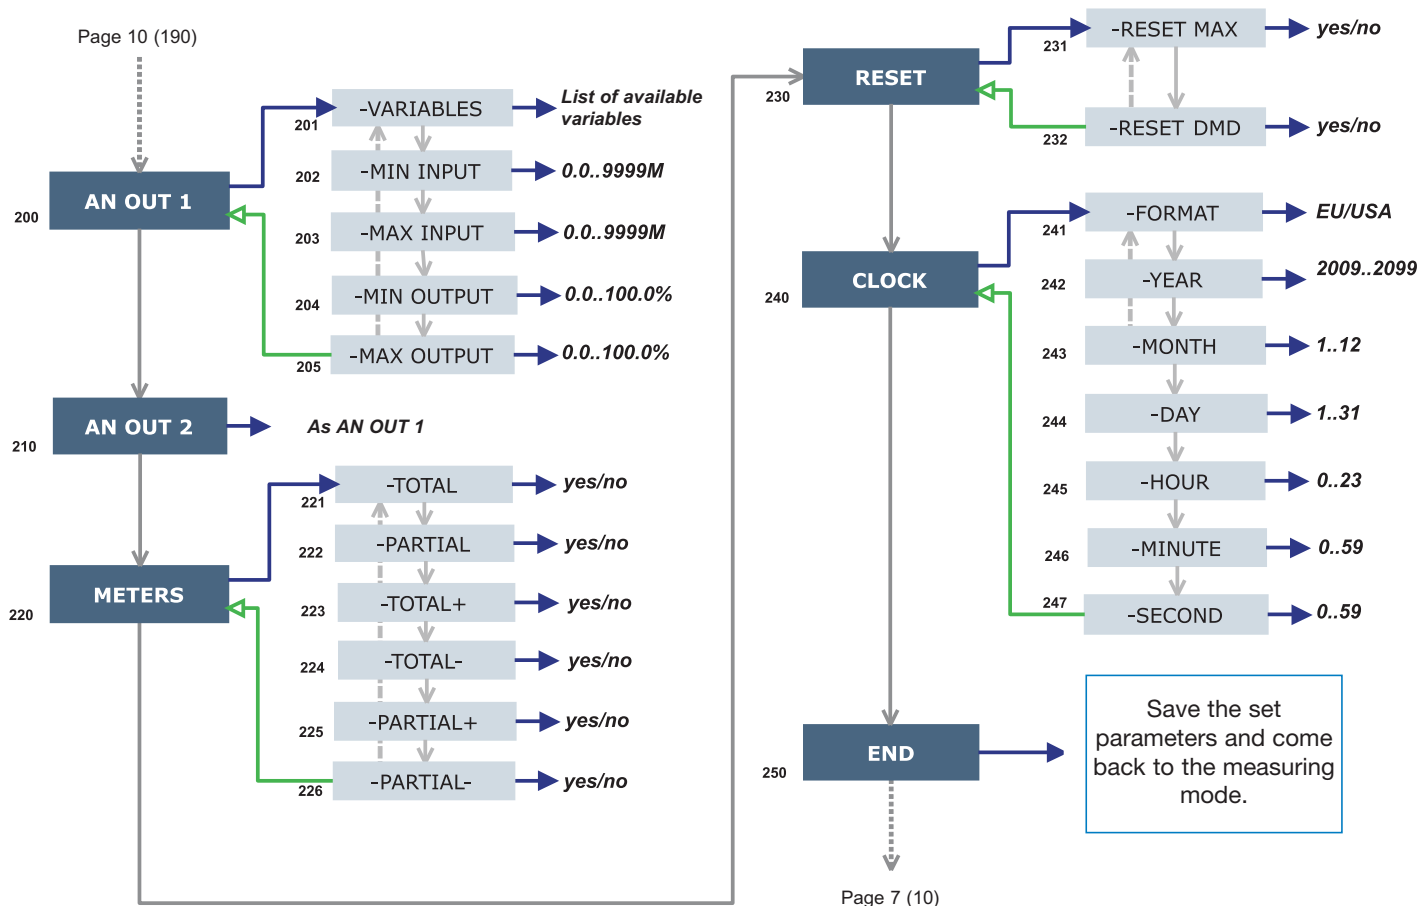 Page 10 (190)
AN OUT 1
200
-VARIABLES
201
List of available
variables
-MIN INPUT
202
0.0..9999M
-MAX INPUT
203
0.0..9999M
-MIN OUTPUT
204
0.0..100.0%
-MAX OUTPUT
205
0.0..100.0%
AN OUT 2
210
As AN OUT 1
METERS
220
-TOTAL
221
yes/no
-PARTIAL
222
yes/no
-TOTAL+
223
yes/no
-TOTAL-
224
yes/no
-PARTIAL+
225
yes/no
-PARTIAL-
226
yes/no
RESET
230
-RESET MAX
231
yes/no
-RESET DMD
232
yes/no
CLOCK
240
-FORMAT
241
EU/USA
-YEAR
242
2009..2099
-MONTH
243
1..12
-DAY
244
1..31
-HOUR
245
0..23
-MINUTE
246
0..59
-SECOND
247
0..59
END
250
Save the set
parameters and come
back to the measuring
mode.
Page 7 (10)